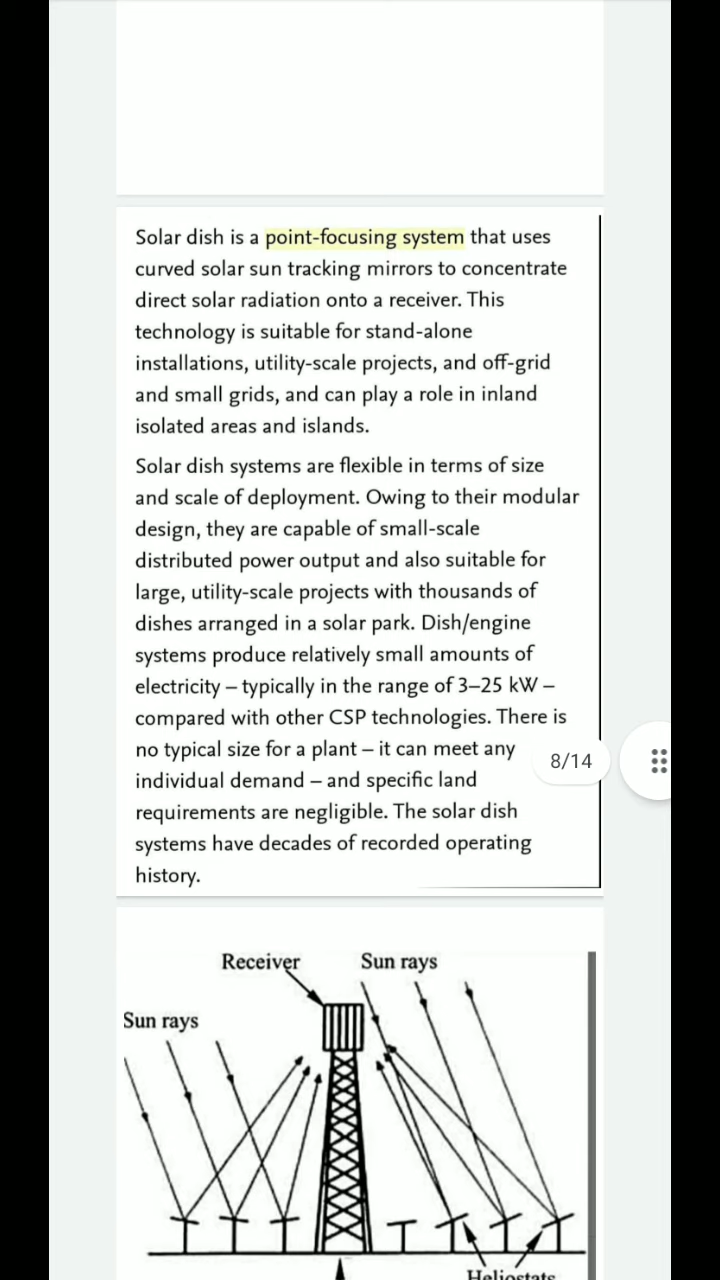 Solar dish is a point-focusing system that uses
curved solar sun tracking mirrors to concentrate
direct solar radiation onto a receiver. This
technology is suitable for stand-alone
installations, utility-scale projects, and off-grid
and small grids, and can play a role in inland
isolated areas and islands.
Solar dish systems are flexible in terms of size
and scale of deployment. Owing to their modular
design, they are capable of small-scale
distributed power output and also suitable for
large, utility-scale projects with thousands of
dishes arranged in a solar park. Dish/engine
systems produce relatively small amounts of
electricity – typically in the range of 3–25 kW –
compared with other CSP technologies. There is
no typical size for a plant – it can meet any
8/14
individual demand – and specific land
requirements are negligible. The solar dish
systems have decades of recorded operating
history.
Receiver
Sun rays
Sun rays
Heliostats